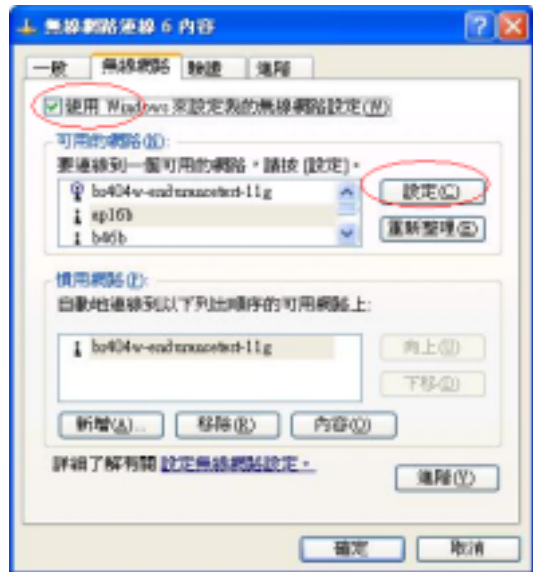 無線網路連線 6 內容
一般 無線網路 驗證 進階
使用 Windows 來設定我的無線網路設定(W)
可用的網路(N):
要連線到一個可用的網路，請按 [設定]。
bs404w-endurancetest-11g
設定(C)
ap16b
b46b
重新整理(E)
慣用網路(P):
自動地連線到以下列出順序的可用網路上:
bs404w-endurancetest-11g
向上(U)
下移(D)
新增(A)... 移除(R) 內容(O)
詳細了解有關 設定無線網路設定。
進階(V)
確定 取消